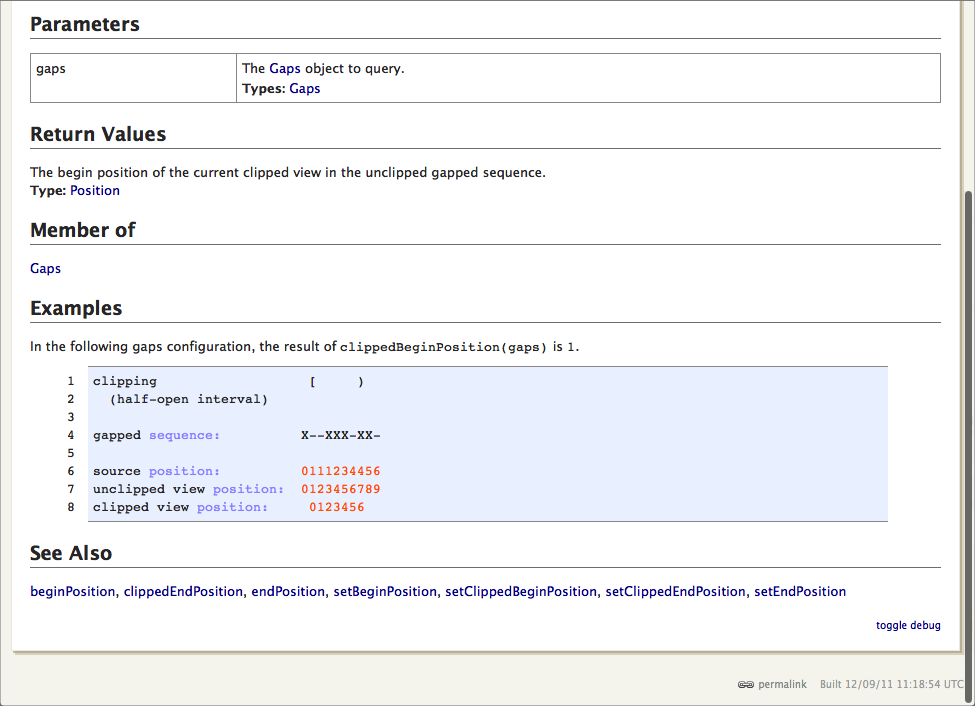 Parameters
gaps
The Gaps object to query.
Types: Gaps
Return Values
The begin position of the current clipped view in the unclipped gapped sequence.
Type: Position
Member of
Gaps
Examples
In the following gaps configuration, the result of clippedBeginPosition(gaps) is 1.
1 clipping                   [     )
2   (half-open interval)
3
4 gapped sequence:          X--XXX-XX-
5
6 source position:          0111234456
7 unclipped view position:  0123456789
8 clipped view position:     0123456
See Also
beginPosition, clippedEndPosition, endPosition, setBeginPosition, setClippedBeginPosition, setClippedEndPosition, setEndPosition
toggle debug
permalink Built 12/09/11 11:18:54 UTC